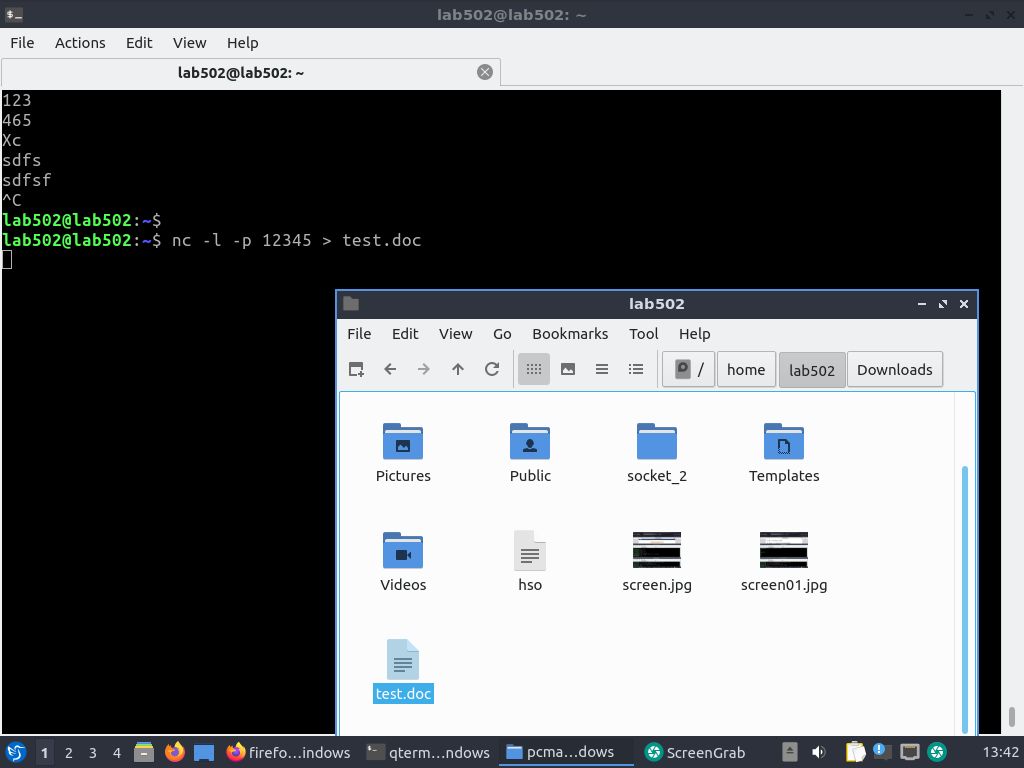 lab502@lab502: ~
File Actions Edit View Help
lab502@lab502: ~
123
465
Xc
sdfs
sdfsf
^C
lab502@lab502:~$
lab502@lab502:~$ nc -l -p 12345 > test.doc
lab502
File Edit View Go Bookmarks Tool Help
/ home lab502 Downloads
Pictures Public socket_2 Templates
Videos hso screen.jpg screen01.jpg
test.doc
1 2 3 4 firefo...indows qterm...ndows pcma...dows ScreenGrab 13:42